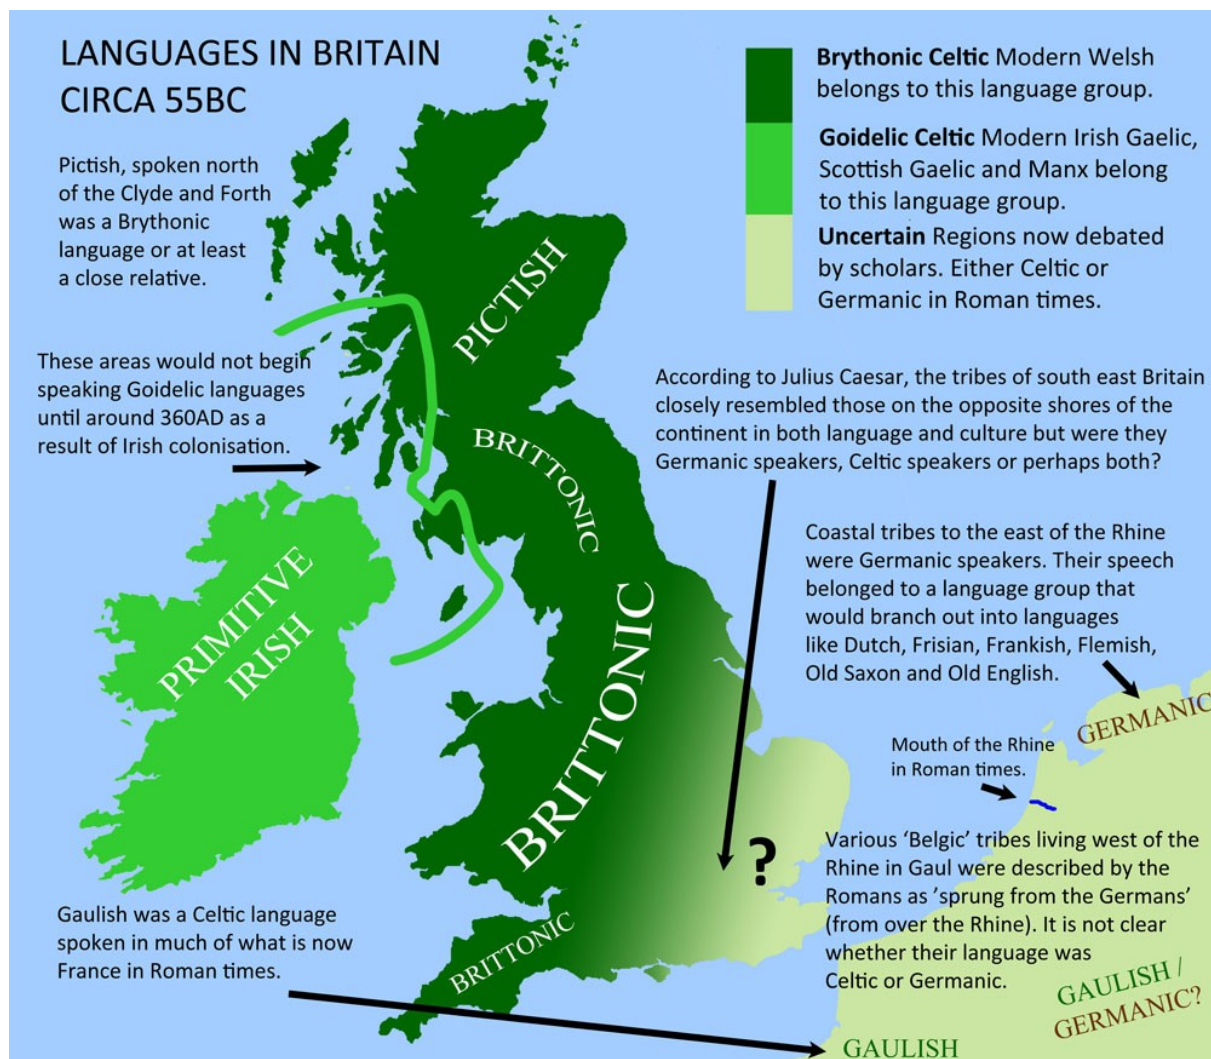 LANGUAGES IN BRITAIN
CIRCA 55BC
Brythonic Celtic Modern Welsh
belongs to this language group.
Goidelic Celtic Modern Irish Gaelic,
Scottish Gaelic and Manx belong
to this language group.
Uncertain Regions now debated
by scholars. Either Celtic or
Germanic in Roman times.
Pictish, spoken north
of the Clyde and Forth
was a Brythonic
language or at least
a close relative.
PICTISH
These areas would not begin
speaking Goidelic languages
until around 360AD as a
result of Irish colonisation.
According to Julius Caesar, the tribes of south east Britain
closely resembled those on the opposite shores of the
continent in both language and culture but were they
Germanic speakers, Celtic speakers or perhaps both?
BRITTONIC
Coastal tribes to the east of the Rhine
were Germanic speakers. Their speech
belonged to a language group that
would branch out into languages
like Dutch, Frisian, Frankish, Flemish,
Old Saxon and Old English.
PRIMITIVE
IRISH
BRITTONIC
GERMANIC
Mouth of the Rhine
in Roman times.
?
Various ‘Belgic’ tribes living west of the
Rhine in Gaul were described by the
Romans as ’sprung from the Germans’
(from over the Rhine). It is not clear
whether their language was
Celtic or Germanic.
Gaulish was a Celtic language
spoken in much of what is now
France in Roman times.
BRITTONIC
GAULISH /
GERMANIC?
GAULISH